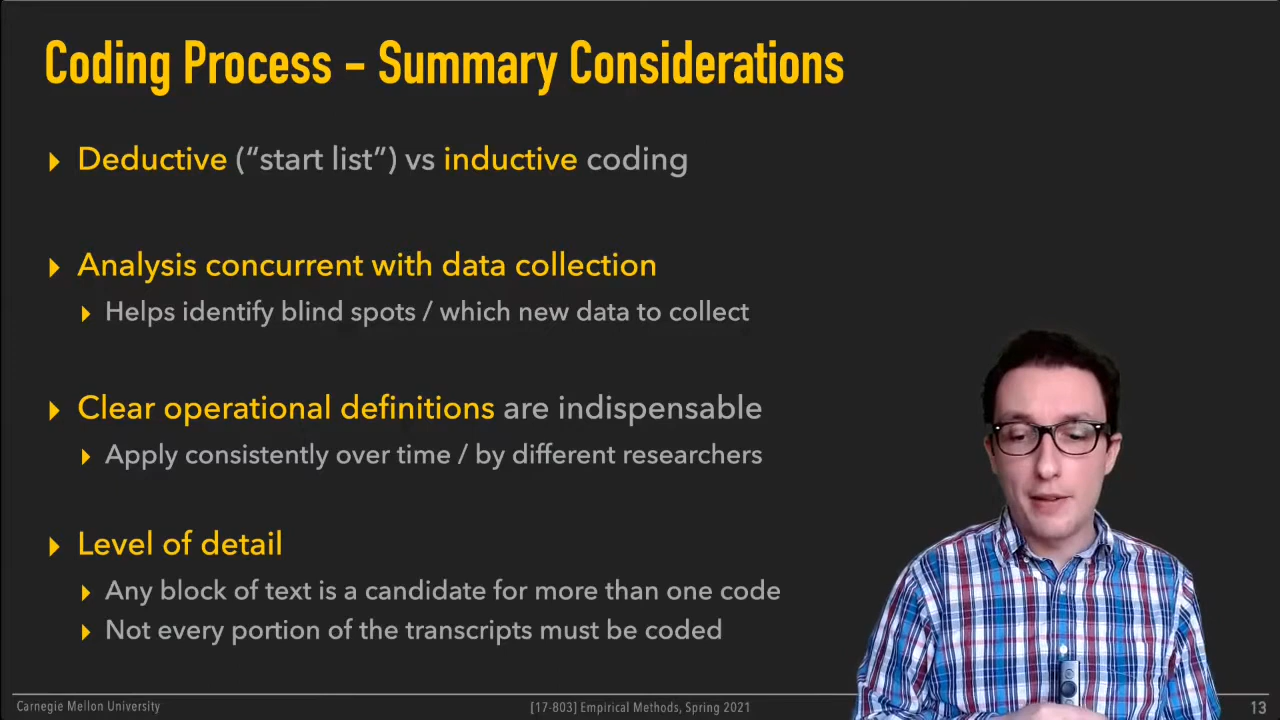 Coding Process – Summary Considerations
Deductive (“start list”) vs inductive coding
Analysis concurrent with data collection
Helps identify blind spots / which new data to collect
Clear operational definitions are indispensable
Apply consistently over time / by different researchers
Level of detail
Any block of text is a candidate for more than one code
Not every portion of the transcripts must be coded
Carnegie Mellon University
[17-803] Empirical Methods, Spring 2021
13